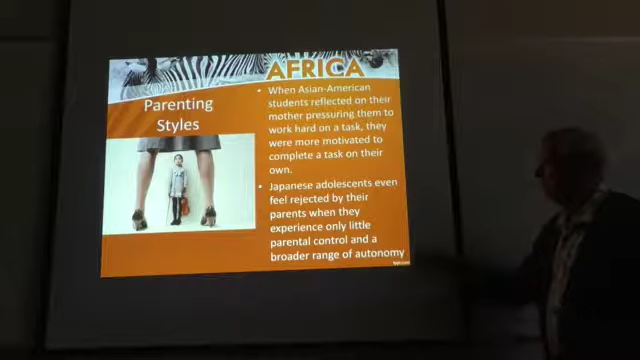 AFRICA
Parenting
Styles
• When Asian-American
students reflected on their
mother pressuring them to
work hard on a task, they
were more motivated to
complete a task on their
own.
• Japanese adolescents even
feel rejected by their
parents when they
experience only little
parental control and a
broader range of autonomy